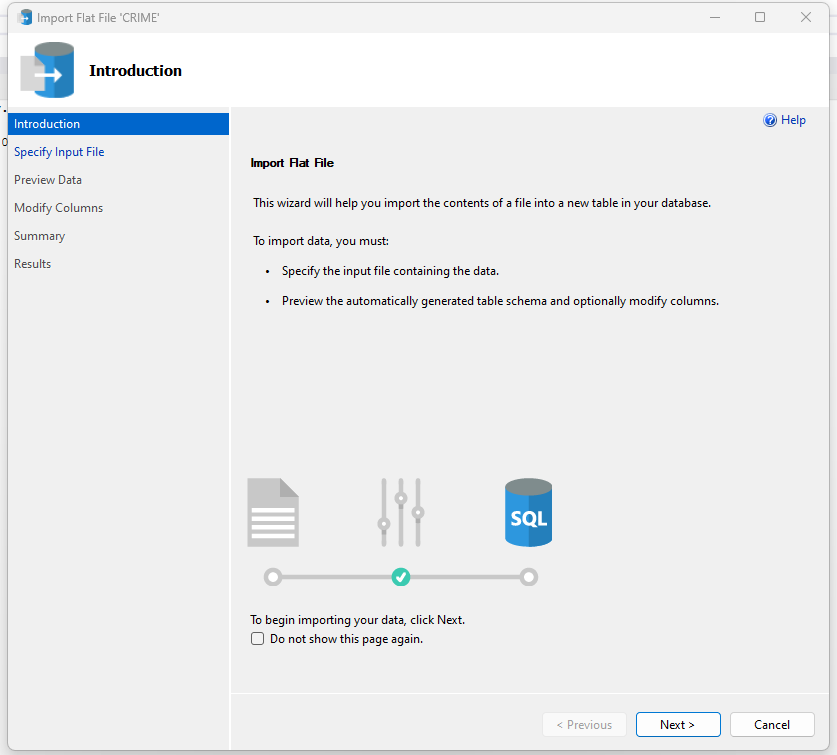 Import Flat File 'CRIME'
Introduction
Introduction
Specify Input File
Preview Data
Modify Columns
Summary
Results
Help
Import Flat File
This wizard will help you import the contents of a file into a new table in your database.
To import data, you must:
• Specify the input file containing the data.
• Preview the automatically generated table schema and optionally modify columns.
SQL
To begin importing your data, click Next.
Do not show this page again.
< Previous
Next >
Cancel